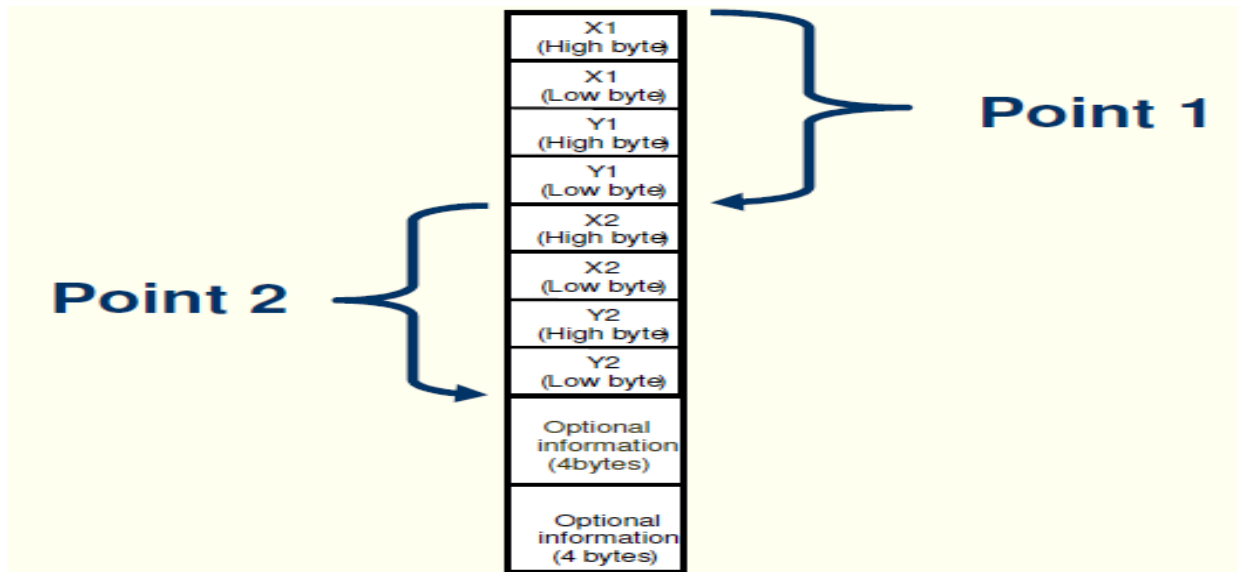 X1
(High byte)
X1
(Low byte)
Y1
(High byte)
Y1
(Low byte)
X2
(High byte)
X2
(Low byte)
Y2
(High byte)
Y2
(Low byte)
Optional
information
(4bytes)
Optional
information
(4 bytes)
Point 1
Point 2